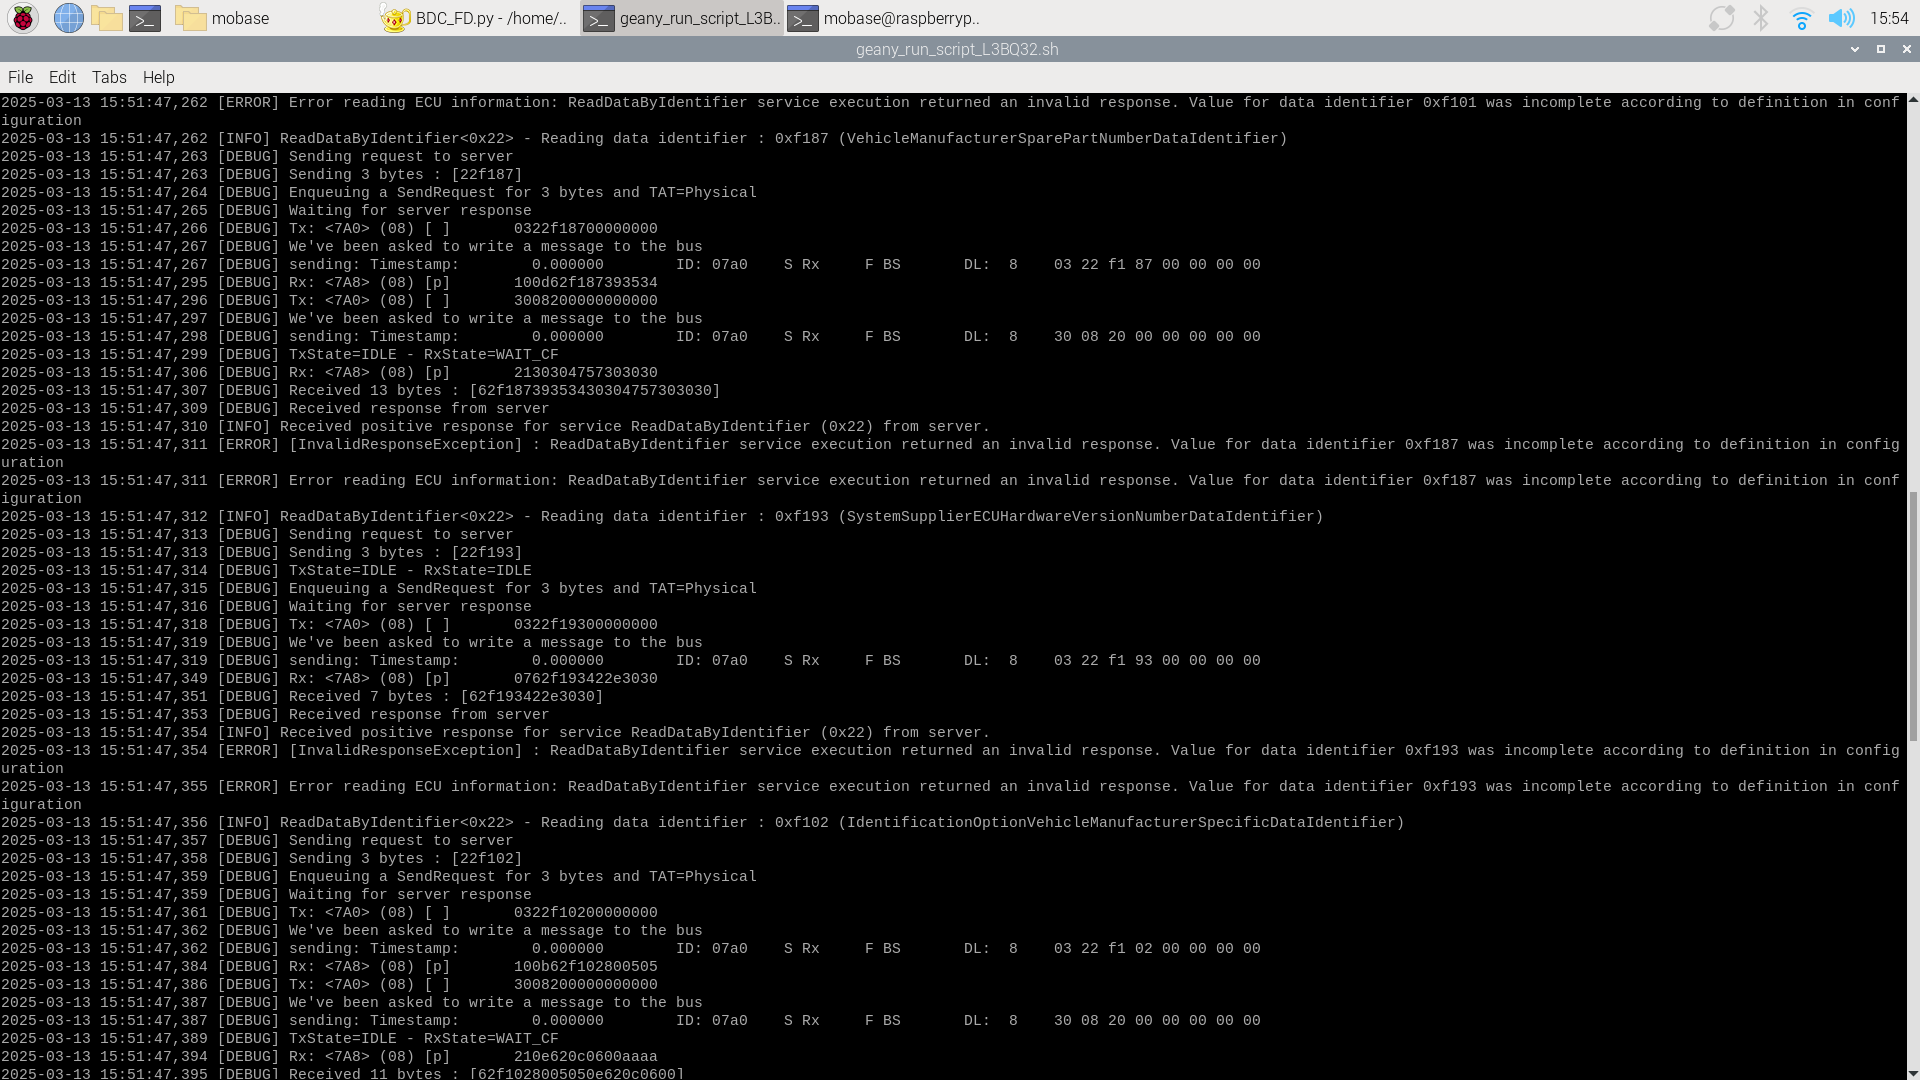 mobase
BDC_FD.py - /home/..
geany_run_script_L3B..
mobase@raspberryp..
15:54
geany_run_script_L3BQ32.sh
File Edit Tabs Help
2025-03-13 15:51:47,262 [ERROR] Error reading ECU information: ReadDataByIdentifier service execution returned an invalid response. Value for data identifier 0xf101 was incomplete according to definition in conf
iguration
2025-03-13 15:51:47,262 [INFO] ReadDataByIdentifier<0x22> - Reading data identifier : 0xf187 (VehicleManufacturerSparePartNumberDataIdentifier)
2025-03-13 15:51:47,263 [DEBUG] Sending request to server
2025-03-13 15:51:47,263 [DEBUG] Sending 3 bytes : [22f187]
2025-03-13 15:51:47,264 [DEBUG] Enqueuing a SendRequest for 3 bytes and TAT=Physical
2025-03-13 15:51:47,265 [DEBUG] Waiting for server response
2025-03-13 15:51:47,266 [DEBUG] Tx: <7A0> (08) [ ]       0322f18700000000
2025-03-13 15:51:47,267 [DEBUG] We've been asked to write a message to the bus
2025-03-13 15:51:47,267 [DEBUG] sending: Timestamp:        0.000000        ID: 07a0    S Rx     F BS       DL:  8    03 22 f1 87 00 00 00 00
2025-03-13 15:51:47,295 [DEBUG] Rx: <7A8> (08) [p]       100d62f187393534
2025-03-13 15:51:47,296 [DEBUG] Tx: <7A0> (08) [ ]       3008200000000000
2025-03-13 15:51:47,297 [DEBUG] We've been asked to write a message to the bus
2025-03-13 15:51:47,298 [DEBUG] sending: Timestamp:        0.000000        ID: 07a0    S Rx     F BS       DL:  8    30 08 20 00 00 00 00 00
2025-03-13 15:51:47,299 [DEBUG] TxState=IDLE - RxState=WAIT_CF
2025-03-13 15:51:47,306 [DEBUG] Rx: <7A8> (08) [p]       2130304757303030
2025-03-13 15:51:47,307 [DEBUG] Received 13 bytes : [62f18739353430304757303030]
2025-03-13 15:51:47,309 [DEBUG] Received response from server
2025-03-13 15:51:47,310 [INFO] Received positive response for service ReadDataByIdentifier (0x22) from server.
2025-03-13 15:51:47,311 [ERROR] [InvalidResponseException] : ReadDataByIdentifier service execution returned an invalid response. Value for data identifier 0xf187 was incomplete according to definition in config
uration
2025-03-13 15:51:47,311 [ERROR] Error reading ECU information: ReadDataByIdentifier service execution returned an invalid response. Value for data identifier 0xf187 was incomplete according to definition in conf
iguration
2025-03-13 15:51:47,312 [INFO] ReadDataByIdentifier<0x22> - Reading data identifier : 0xf193 (SystemSupplierECUHardwareVersionNumberDataIdentifier)
2025-03-13 15:51:47,313 [DEBUG] Sending request to server
2025-03-13 15:51:47,313 [DEBUG] Sending 3 bytes : [22f193]
2025-03-13 15:51:47,314 [DEBUG] TxState=IDLE - RxState=IDLE
2025-03-13 15:51:47,315 [DEBUG] Enqueuing a SendRequest for 3 bytes and TAT=Physical
2025-03-13 15:51:47,316 [DEBUG] Waiting for server response
2025-03-13 15:51:47,318 [DEBUG] Tx: <7A0> (08) [ ]       0322f19300000000
2025-03-13 15:51:47,319 [DEBUG] We've been asked to write a message to the bus
2025-03-13 15:51:47,319 [DEBUG] sending: Timestamp:        0.000000        ID: 07a0    S Rx     F BS       DL:  8    03 22 f1 93 00 00 00 00
2025-03-13 15:51:47,349 [DEBUG] Rx: <7A8> (08) [p]       0762f193422e3030
2025-03-13 15:51:47,351 [DEBUG] Received 7 bytes : [62f193422e3030]
2025-03-13 15:51:47,353 [DEBUG] Received response from server
2025-03-13 15:51:47,354 [INFO] Received positive response for service ReadDataByIdentifier (0x22) from server.
2025-03-13 15:51:47,354 [ERROR] [InvalidResponseException] : ReadDataByIdentifier service execution returned an invalid response. Value for data identifier 0xf193 was incomplete according to definition in config
uration
2025-03-13 15:51:47,355 [ERROR] Error reading ECU information: ReadDataByIdentifier service execution returned an invalid response. Value for data identifier 0xf193 was incomplete according to definition in conf
iguration
2025-03-13 15:51:47,356 [INFO] ReadDataByIdentifier<0x22> - Reading data identifier : 0xf102 (IdentificationOptionVehicleManufacturerSpecificDataIdentifier)
2025-03-13 15:51:47,357 [DEBUG] Sending request to server
2025-03-13 15:51:47,358 [DEBUG] Sending 3 bytes : [22f102]
2025-03-13 15:51:47,359 [DEBUG] Enqueuing a SendRequest for 3 bytes and TAT=Physical
2025-03-13 15:51:47,359 [DEBUG] Waiting for server response
2025-03-13 15:51:47,361 [DEBUG] Tx: <7A0> (08) [ ]       0322f10200000000
2025-03-13 15:51:47,362 [DEBUG] We've been asked to write a message to the bus
2025-03-13 15:51:47,362 [DEBUG] sending: Timestamp:        0.000000        ID: 07a0    S Rx     F BS       DL:  8    03 22 f1 02 00 00 00 00
2025-03-13 15:51:47,384 [DEBUG] Rx: <7A8> (08) [p]       100b62f102800505
2025-03-13 15:51:47,386 [DEBUG] Tx: <7A0> (08) [ ]       3008200000000000
2025-03-13 15:51:47,387 [DEBUG] We've been asked to write a message to the bus
2025-03-13 15:51:47,387 [DEBUG] sending: Timestamp:        0.000000        ID: 07a0    S Rx     F BS       DL:  8    30 08 20 00 00 00 00 00
2025-03-13 15:51:47,389 [DEBUG] TxState=IDLE - RxState=WAIT_CF
2025-03-13 15:51:47,394 [DEBUG] Rx: <7A8> (08) [p]       210e620c0600aaaa
2025-03-13 15:51:47,395 [DEBUG] Received 11 bytes : [62f1028005050e620c0600]